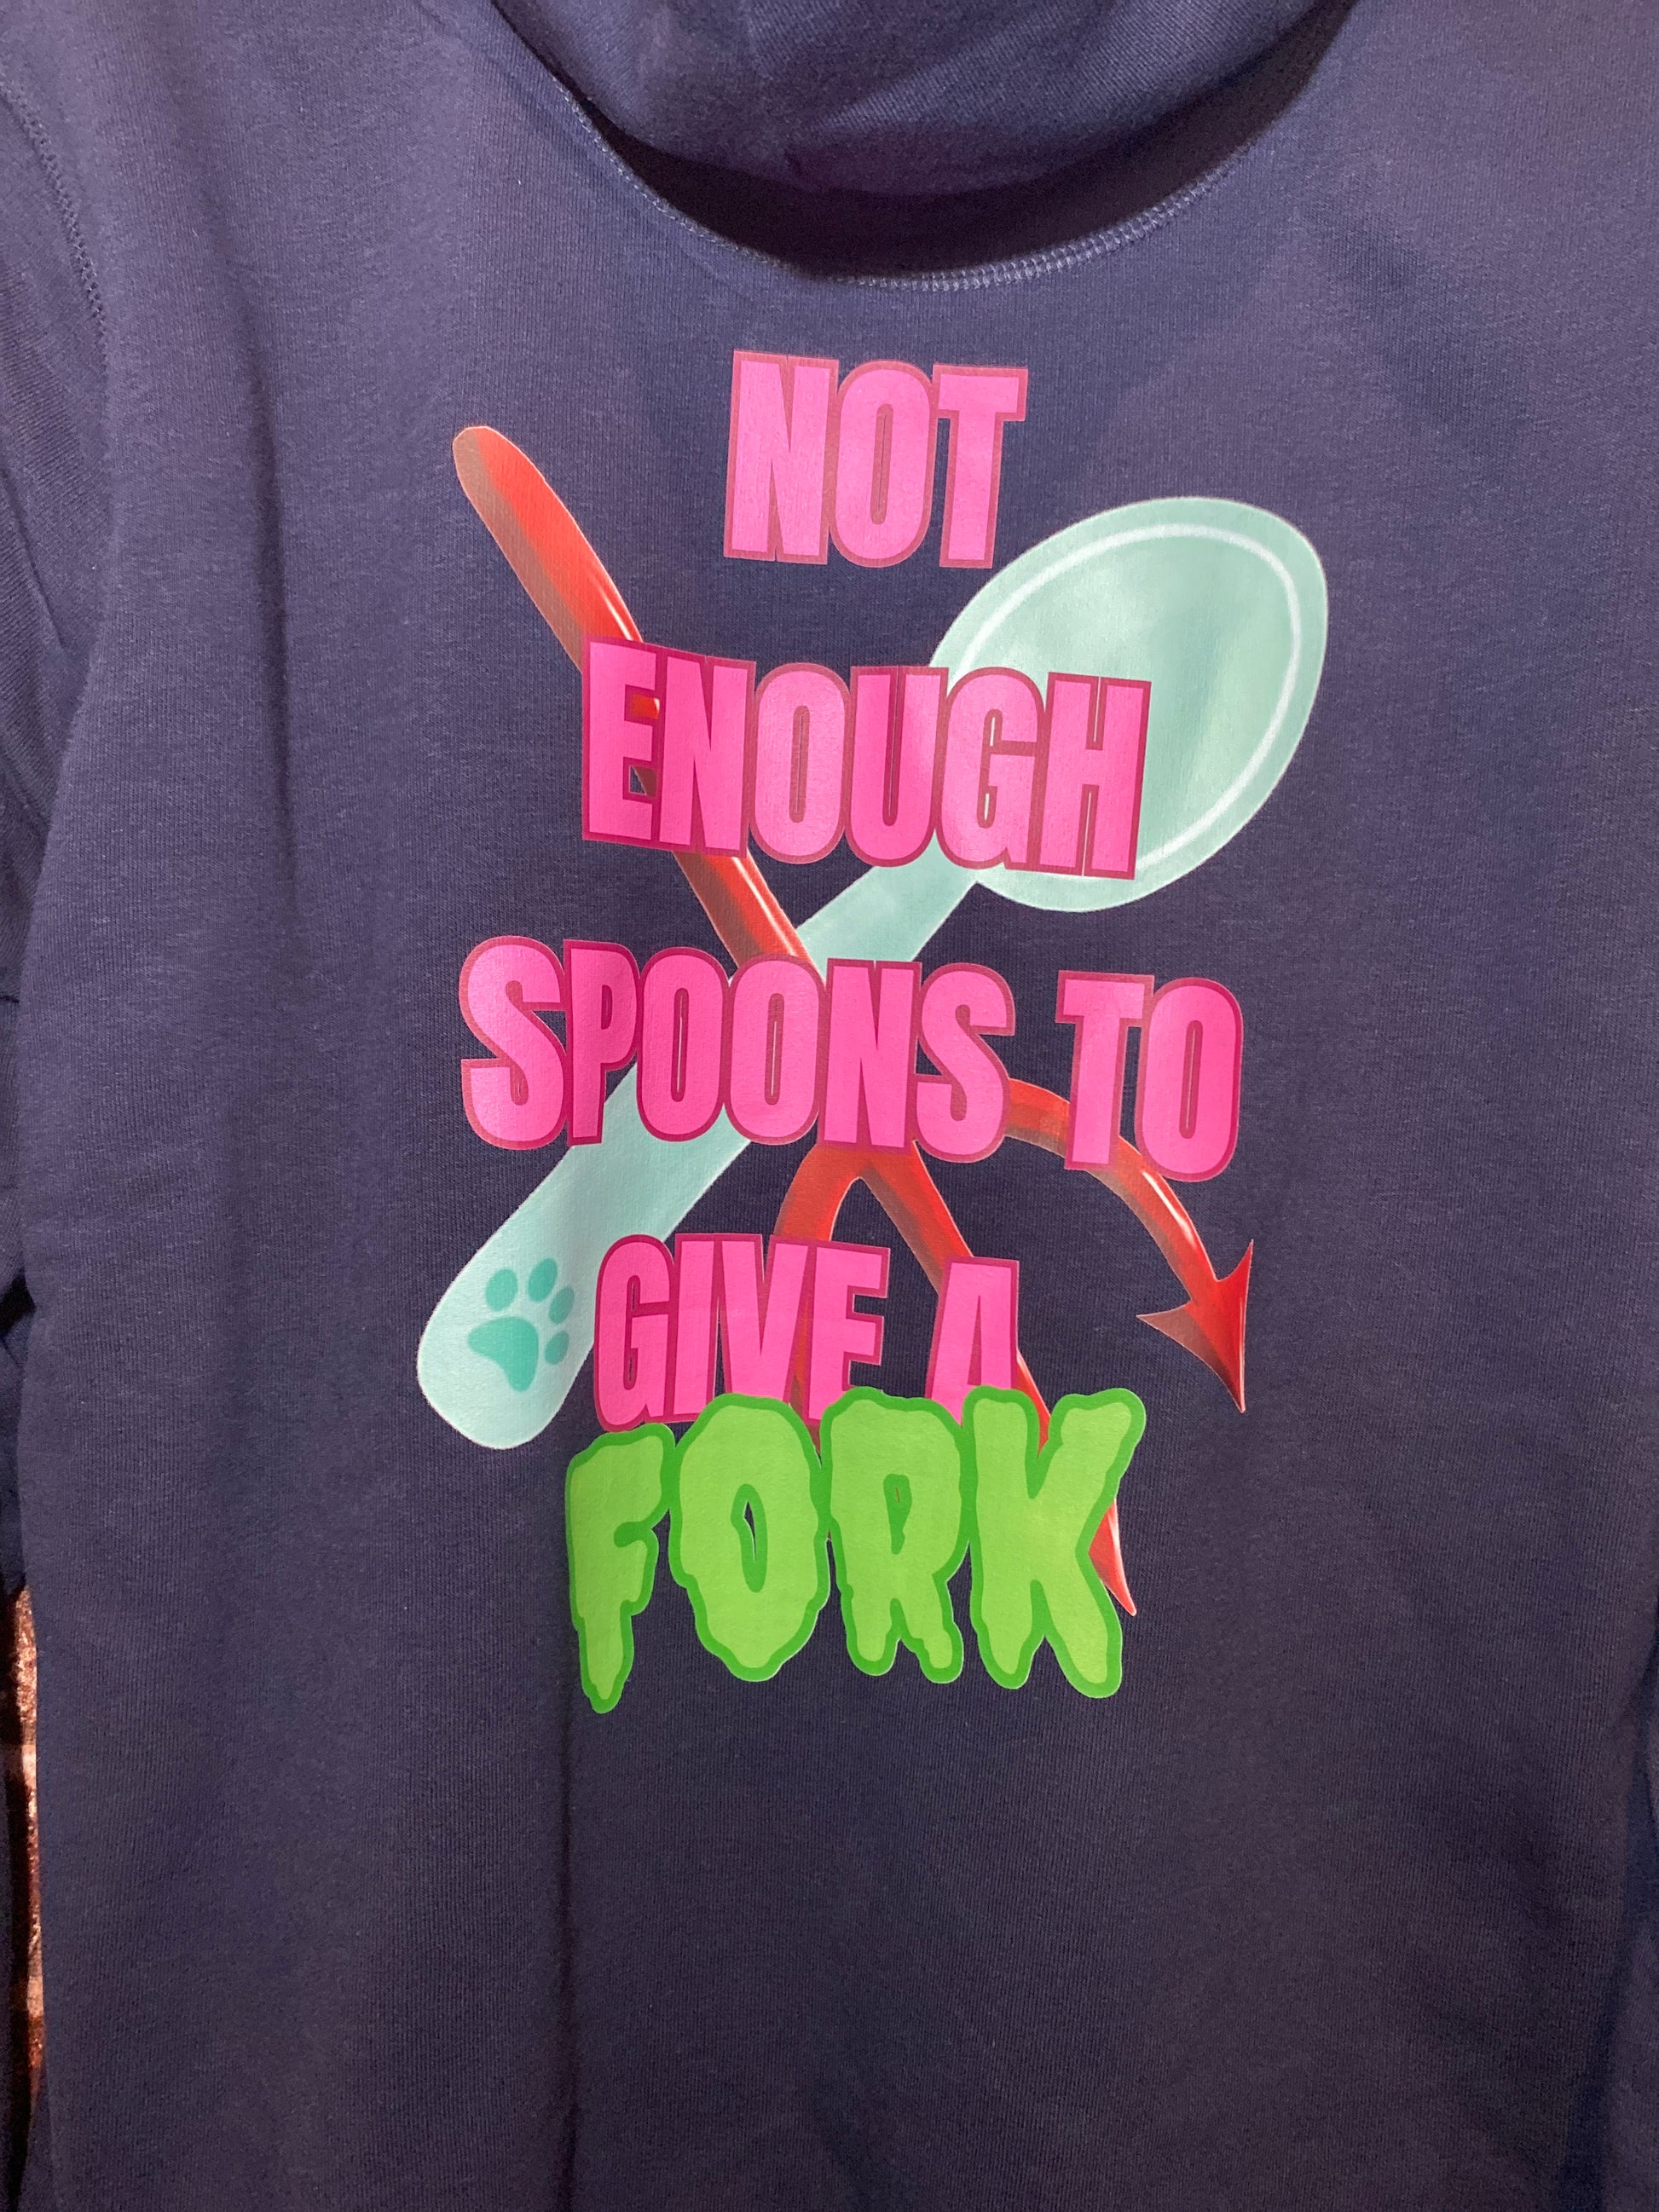 NOT
ENOUGH
SPOONS TO
GIVE A
FORK